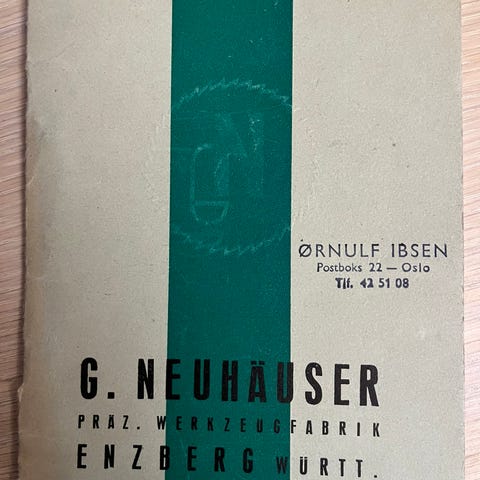 ØRNULF IBSEN
Postboks 22 — Oslo
Tlf. 42 51 08
G. NEUHÄUSER
PRÄZ. WERKZEUGFABRIK
ENZBERG WÜRTT.